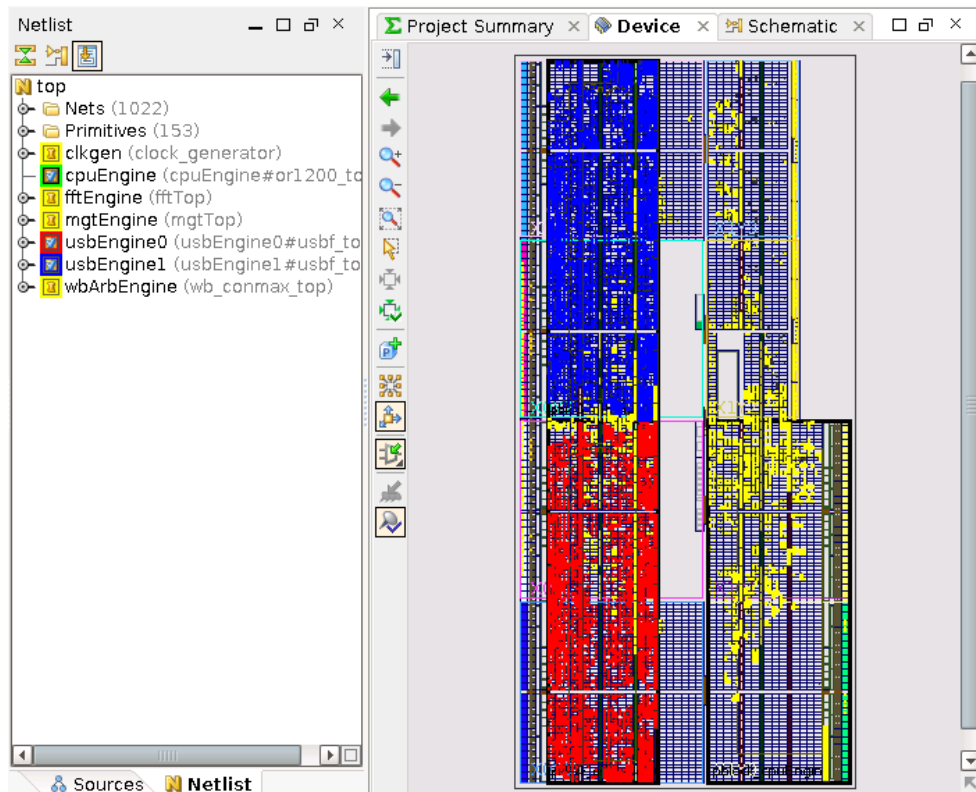 Netlist
top
Nets (1022)
Primitives (153)
clkgen (clock_generator)
cpuEngine (cpuEngine#or1200_to
fftEngine (fftTop)
mgtEngine (mgtTop)
usbEngine0 (usbEngine0#usbf_to
usbEngine1 (usbEngine1#usbf_to
wbArbEngine (wb_conmax_top)
Sources
Netlist
Project Summary
Device
Schematic